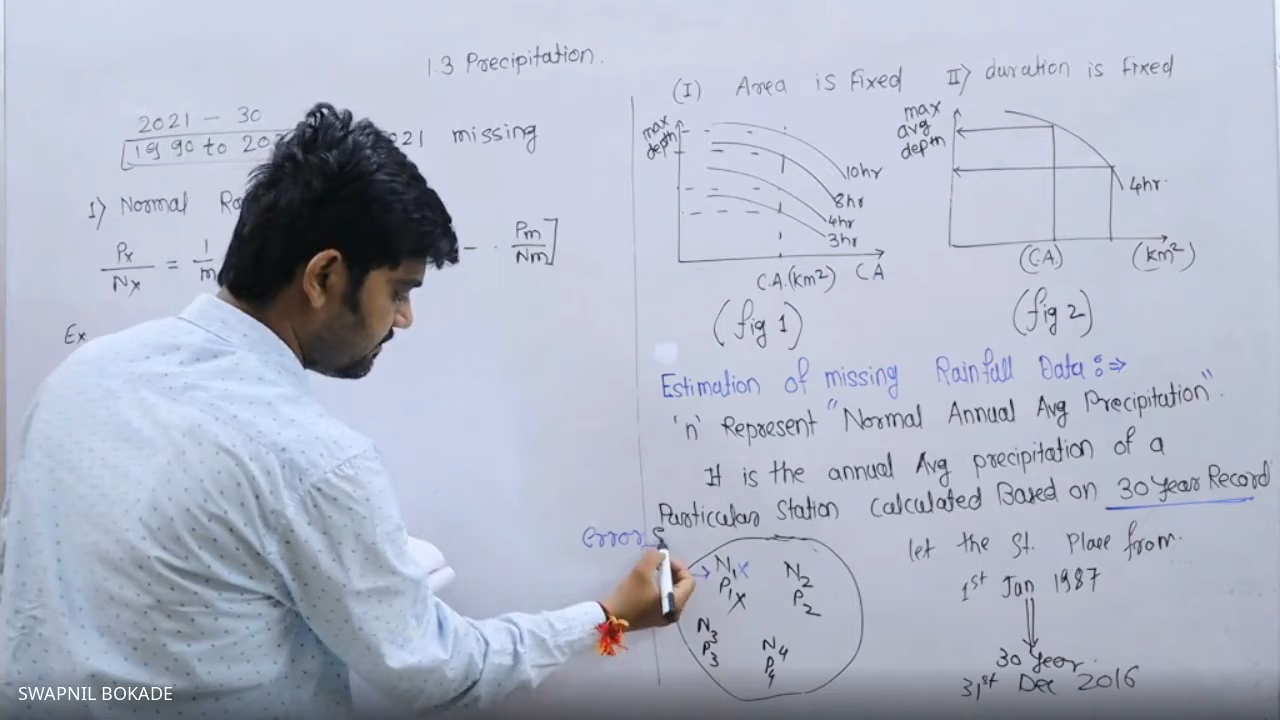 1.3 Precipitation.
2021 - 30
1990 to 20
21 missing
1) Normal Ra
Px/Nx = 1/m
- - . Pm/Nm]
Ex
(I) Area is Fixed
max depth
10hr
8hr
4hr
3hr
C.A.(km²) CA
(fig 1)
II) duration is fixed
max avg depth
4hr.
(C.A.) (km²)
(fig 2)
Estimation of missing Rainfall Data :⇒
'n' Represent "Normal Annual Avg Precipitation".
It is the annual Avg precipitation of a
Particular Station calculated Based on 30 Year Record
error
N1 X
P1 X
N2
P2
N3
P3
N4
P4
let the St. Place from.
1st Jan 1987
30 Year.
31st Dec 2016
SWAPNIL BOKADE